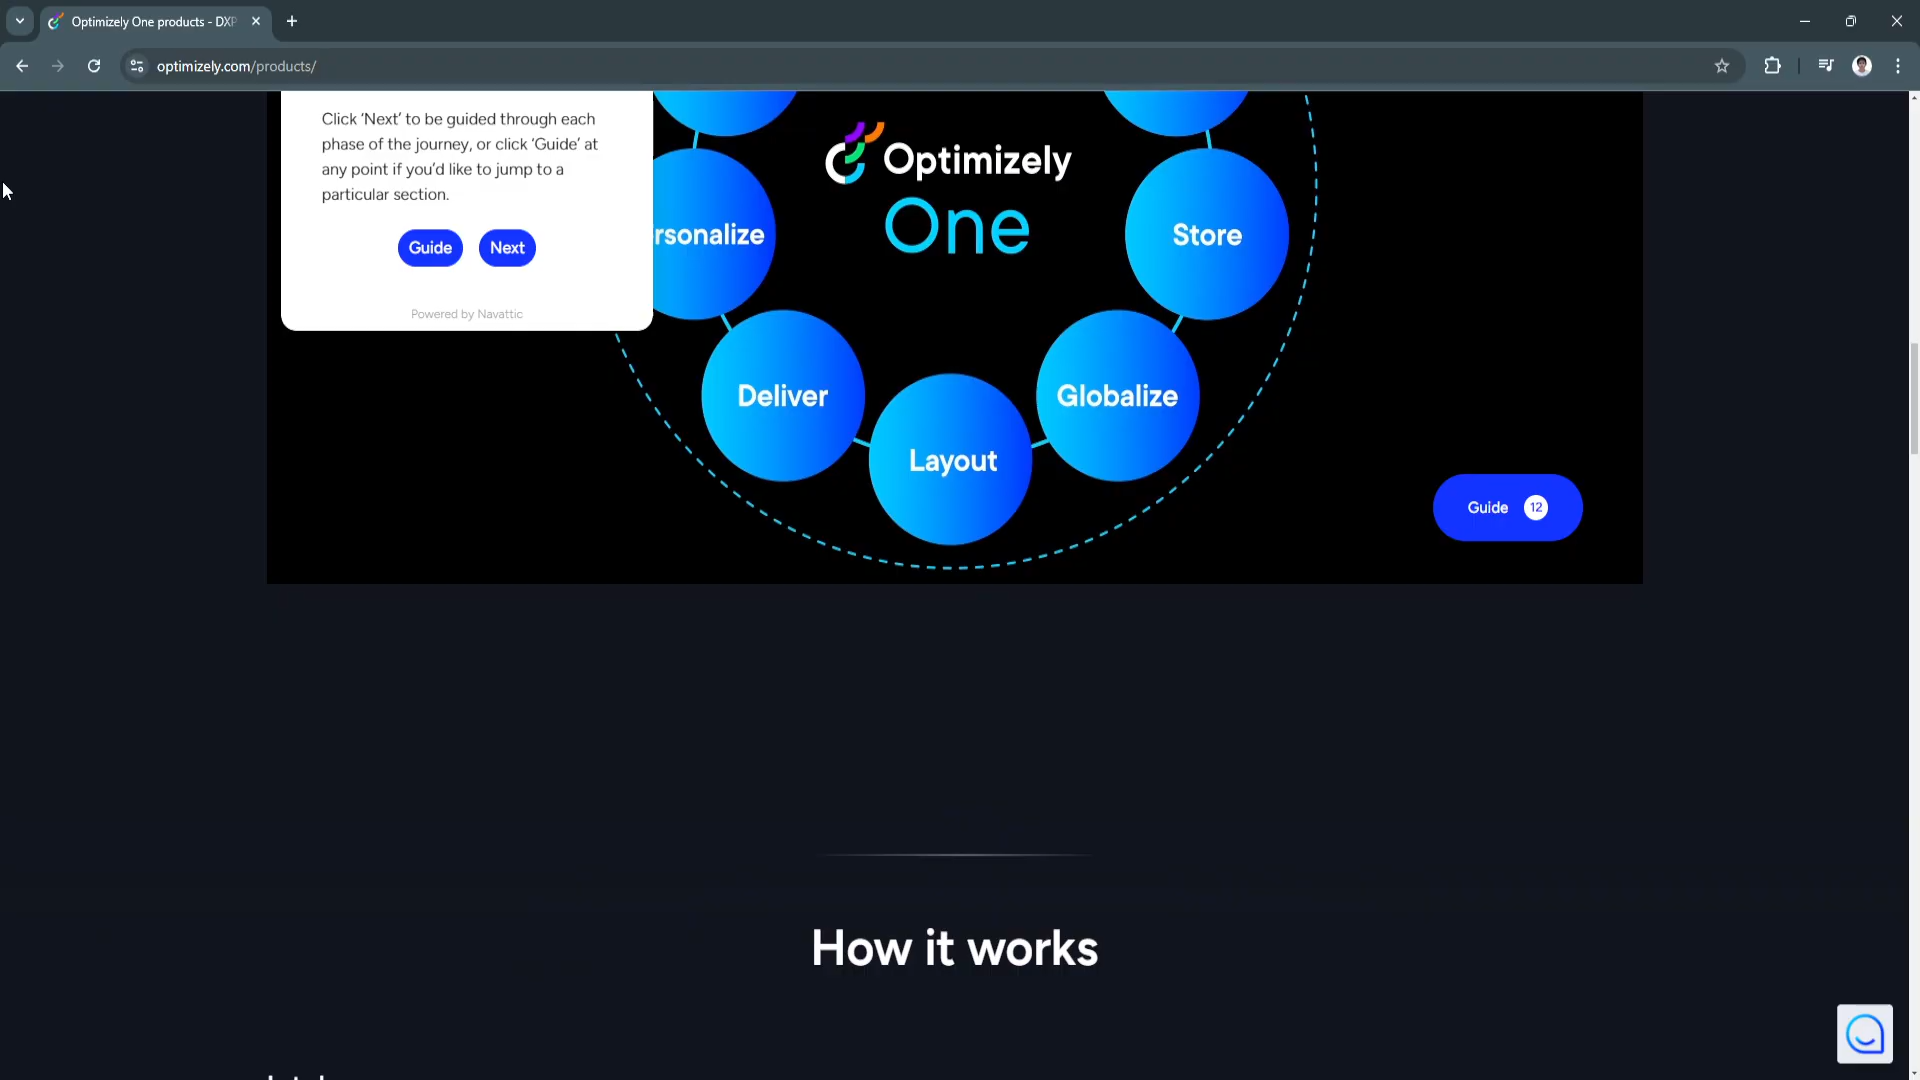 Optimizely One products - DXP
optimizely.com/products/
Click ‘Next’ to be guided through each
phase of the journey, or click ‘Guide’ at
any point if you’d like to jump to a
particular section.
Guide Next
Powered by Navattic
Optimizely
One
rsonalize
Store
Deliver
Globalize
Layout
Guide 12
How it works